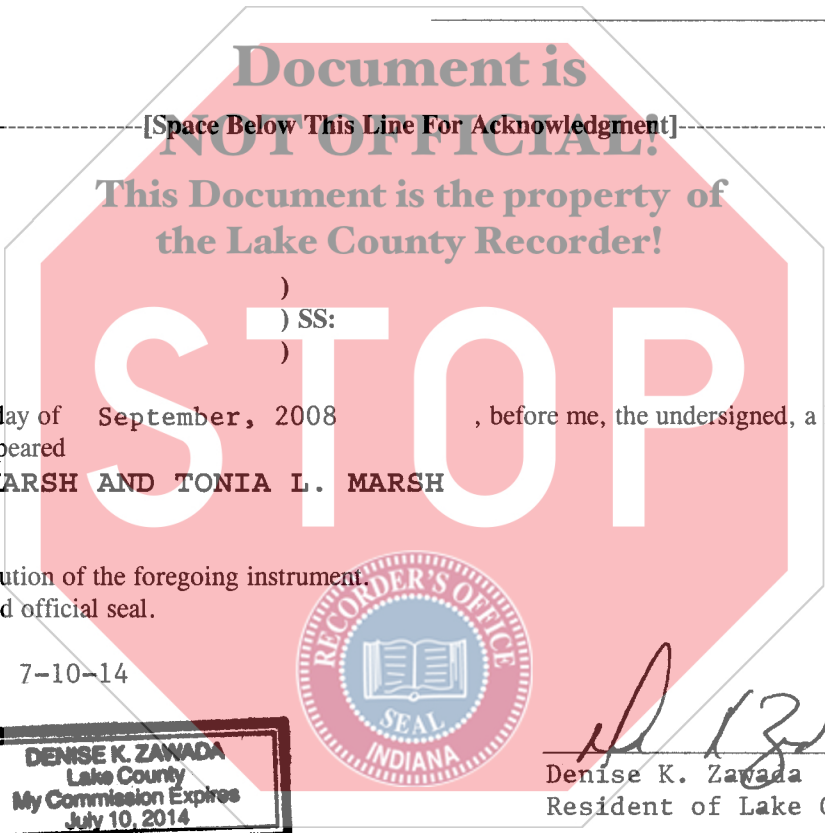 Document is
[Space Below This Line For Acknowledgment]
NOT OFFICIAL!
This Document is the property of
the Lake County Recorder!
)
) SS:
)
STOP
day of September, 2008 , before me, the undersigned, a
peared
ARSH AND TONIA L. MARSH
ution of the foregoing instrument.
d official seal.
RECORDER'S OFFICE
SEAL
INDIANA
7-10-14
DENISE K. ZAWADA
Lake County
My Commission Expires
July 10, 2014
Denise K. Zawada
Resident of Lake C